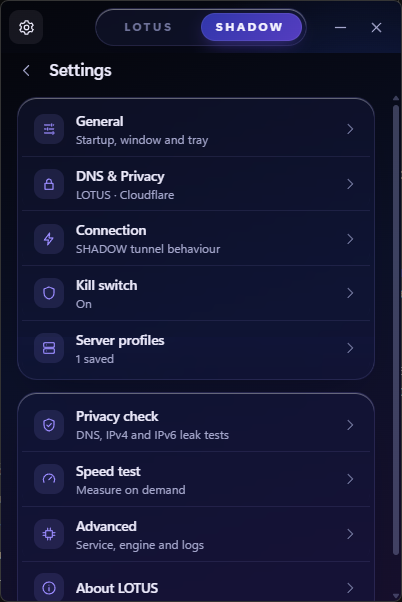 LOTUS
SHADOW
Settings
General
Startup, window and tray
DNS & Privacy
LOTUS · Cloudflare
Connection
SHADOW tunnel behaviour
Kill switch
On
Server profiles
1 saved
Privacy check
DNS, IPv4 and IPv6 leak tests
Speed test
Measure on demand
Advanced
Service, engine and logs
About LOTUS